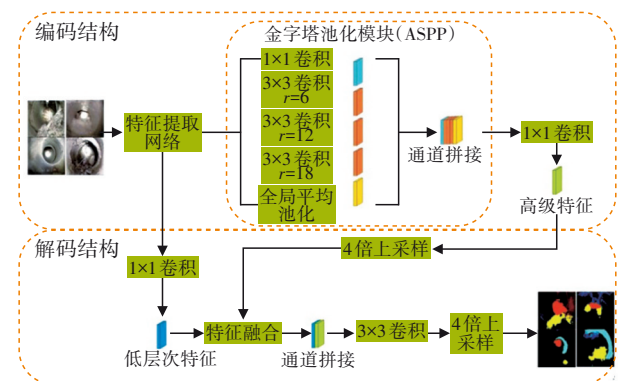 编码结构
金字塔池化模块(ASPP)
1×1卷积
3×3卷积
r=6
3×3卷积
r=12
3×3卷积
r=18
全局平均
池化
特征提取
网络
通道拼接
1×1卷积
高级特征
解码结构
4倍上采样
1×1卷积
低层次特征
特征融合
通道拼接
3×3卷积
4倍上
采样